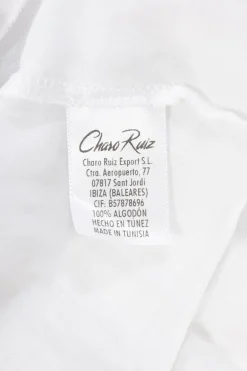 Charo Ruiz
Charo Ruiz Export S.L.
Ctra. Aeropuerto, 77
07817 Sant Jordi
IBIZA (BALEARES)
CIF: B57878696
100% ALGODÓN
HECHO EN TÚNEZ
MADE IN TUNISIA